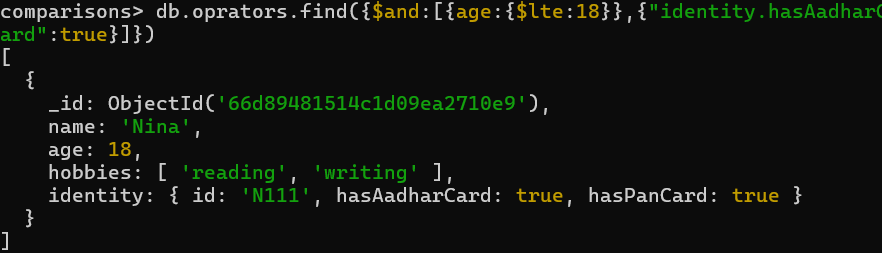 comparisons> db.oprators.find({$and:[{age:{$lte:18}},{"identity.hasAadharC
ard":true}]})
[
  {
    _id: ObjectId('66d89481514c1d09ea2710e9'),
    name: 'Nina',
    age: 18,
    hobbies: [ 'reading', 'writing' ],
    identity: { id: 'N111', hasAadharCard: true, hasPanCard: true }
  }
]